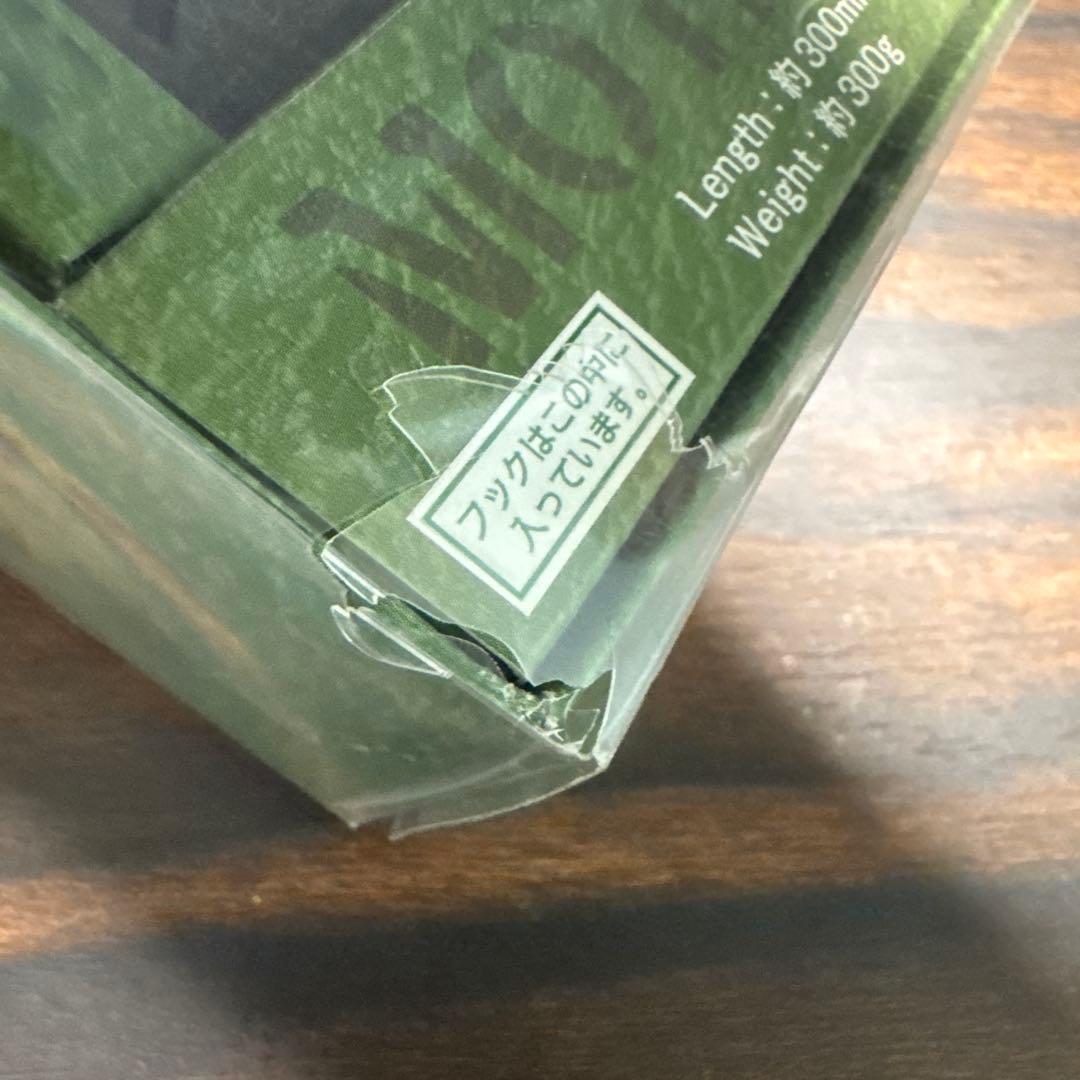 Length : 約 300m
Weight : 約 300g
フックはこの中に
入っています。